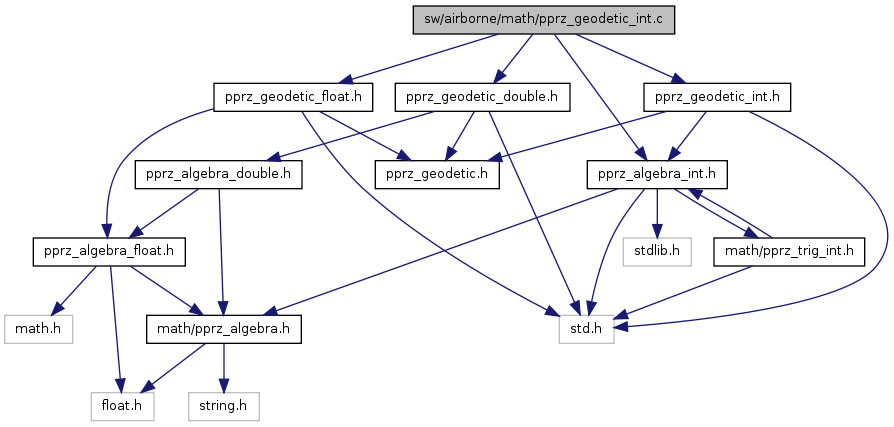 sw/airborne/math/pprz_geodetic_int.c
pprz_geodetic_float.h
pprz_geodetic_double.h
pprz_geodetic_int.h
pprz_algebra_double.h
pprz_geodetic.h
pprz_algebra_int.h
pprz_algebra_float.h
stdlib.h
math/pprz_trig_int.h
math.h
math/pprz_algebra.h
std.h
float.h
string.h